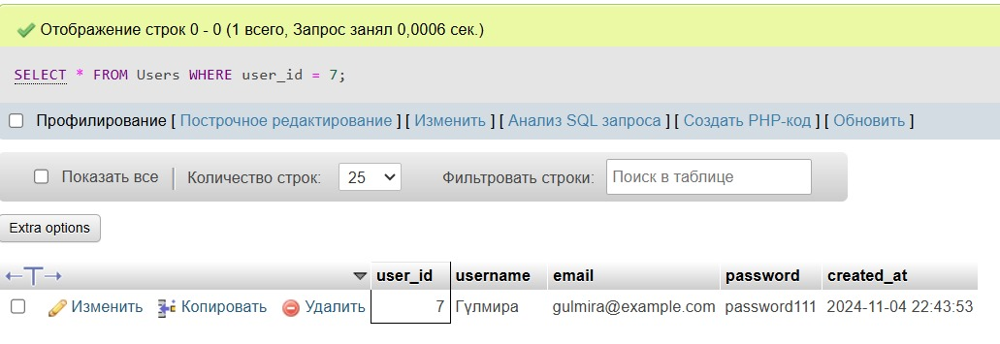 Отображение строк 0 - 0 (1 всего, Запрос занял 0,0006 сек.)
SELECT * FROM Users WHERE user_id = 7;
Профилирование [ Построчное редактирование ] [ Изменить ] [ Анализ SQL запроса ] [ Создать PHP-код ] [ Обновить ]
Показать все | Количество строк: 25 Фильтровать строки: Поиск в таблице
Extra options
←T→ user_id username email password created_at
Изменить Копировать Удалить 7 Гүлмира gulmira@example.com password111 2024-11-04 22:43:53